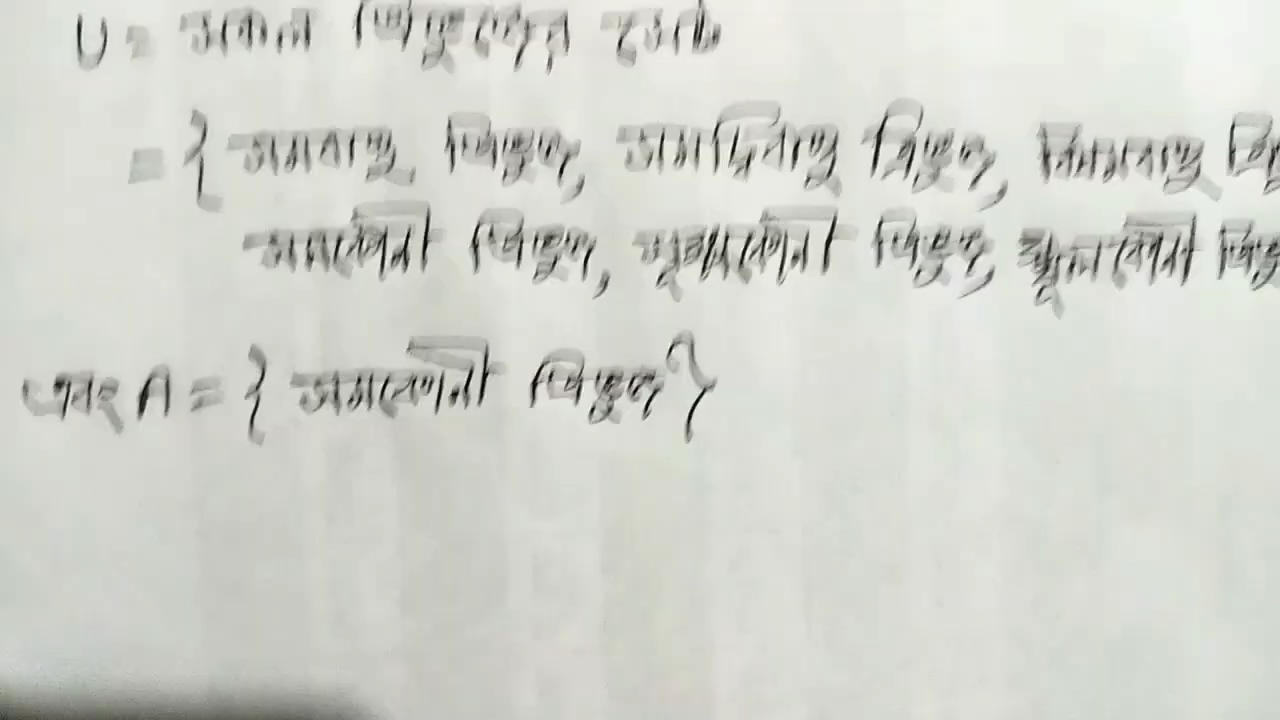 U = সকল ত্রিভুজের সেট
= { সমবাহু ত্রিভুজ, সমদ্বিবাহু ত্রিভুজ, বিষমবাহু
সমকোণী ত্রিভুজ, সূক্ষ্মকোণী ত্রিভুজ, স্থূলকোণী
এবং A = { সমকোণী ত্রিভুজ }